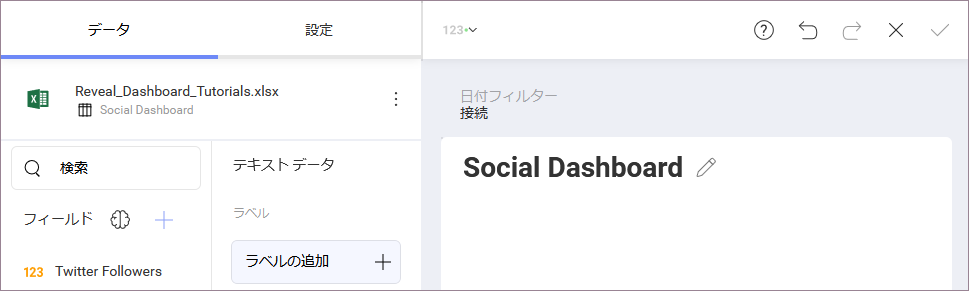 データ
設定
Reveal_Dashboard_Tutorials.xlsx
Social Dashboard
検索
フィールド
123 Twitter Followers
テキスト データ
ラベル
ラベルの追加
123
日付フィルター
接続
Social Dashboard